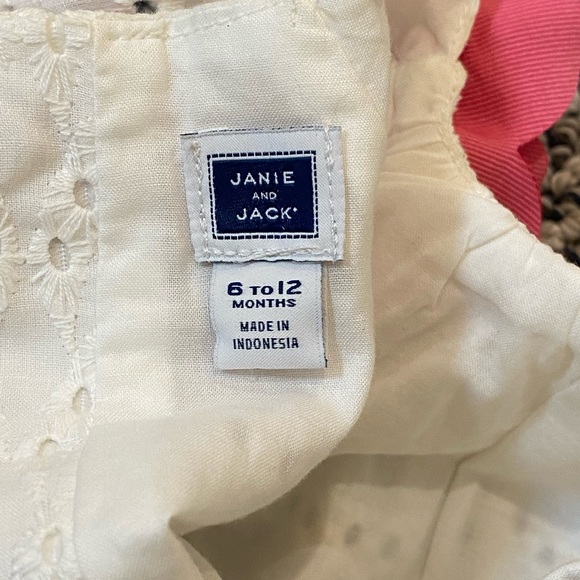 JANIE
AND
JACK
6 TO 12
MONTHS
MADE IN
INDONESIA